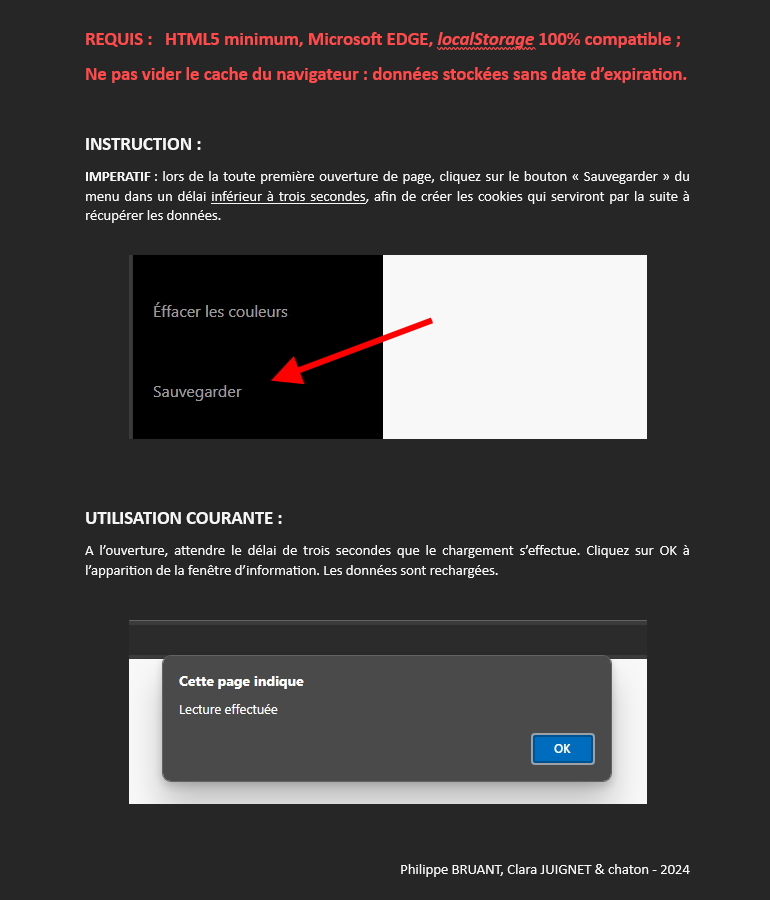 REQUIS : HTML5 minimum, Microsoft EDGE, localStorage 100% compatible ;
Ne pas vider le cache du navigateur : données stockées sans date d’expiration.
INSTRUCTION :
IMPERATIF : lors de la toute première ouverture de page, cliquez sur le bouton « Sauvegarder » du
menu dans un délai inférieur à trois secondes, afin de créer les cookies qui serviront par la suite à
récupérer les données.
Éffacer les couleurs
Sauvegarder
UTILISATION COURANTE :
A l’ouverture, attendre le délai de trois secondes que le chargement s’effectue. Cliquez sur OK à
l’apparition de la fenêtre d’information. Les données sont rechargées.
Cette page indique
Lecture effectuée
OK
Philippe BRUANT, Clara JUIGNET & chaton - 2024